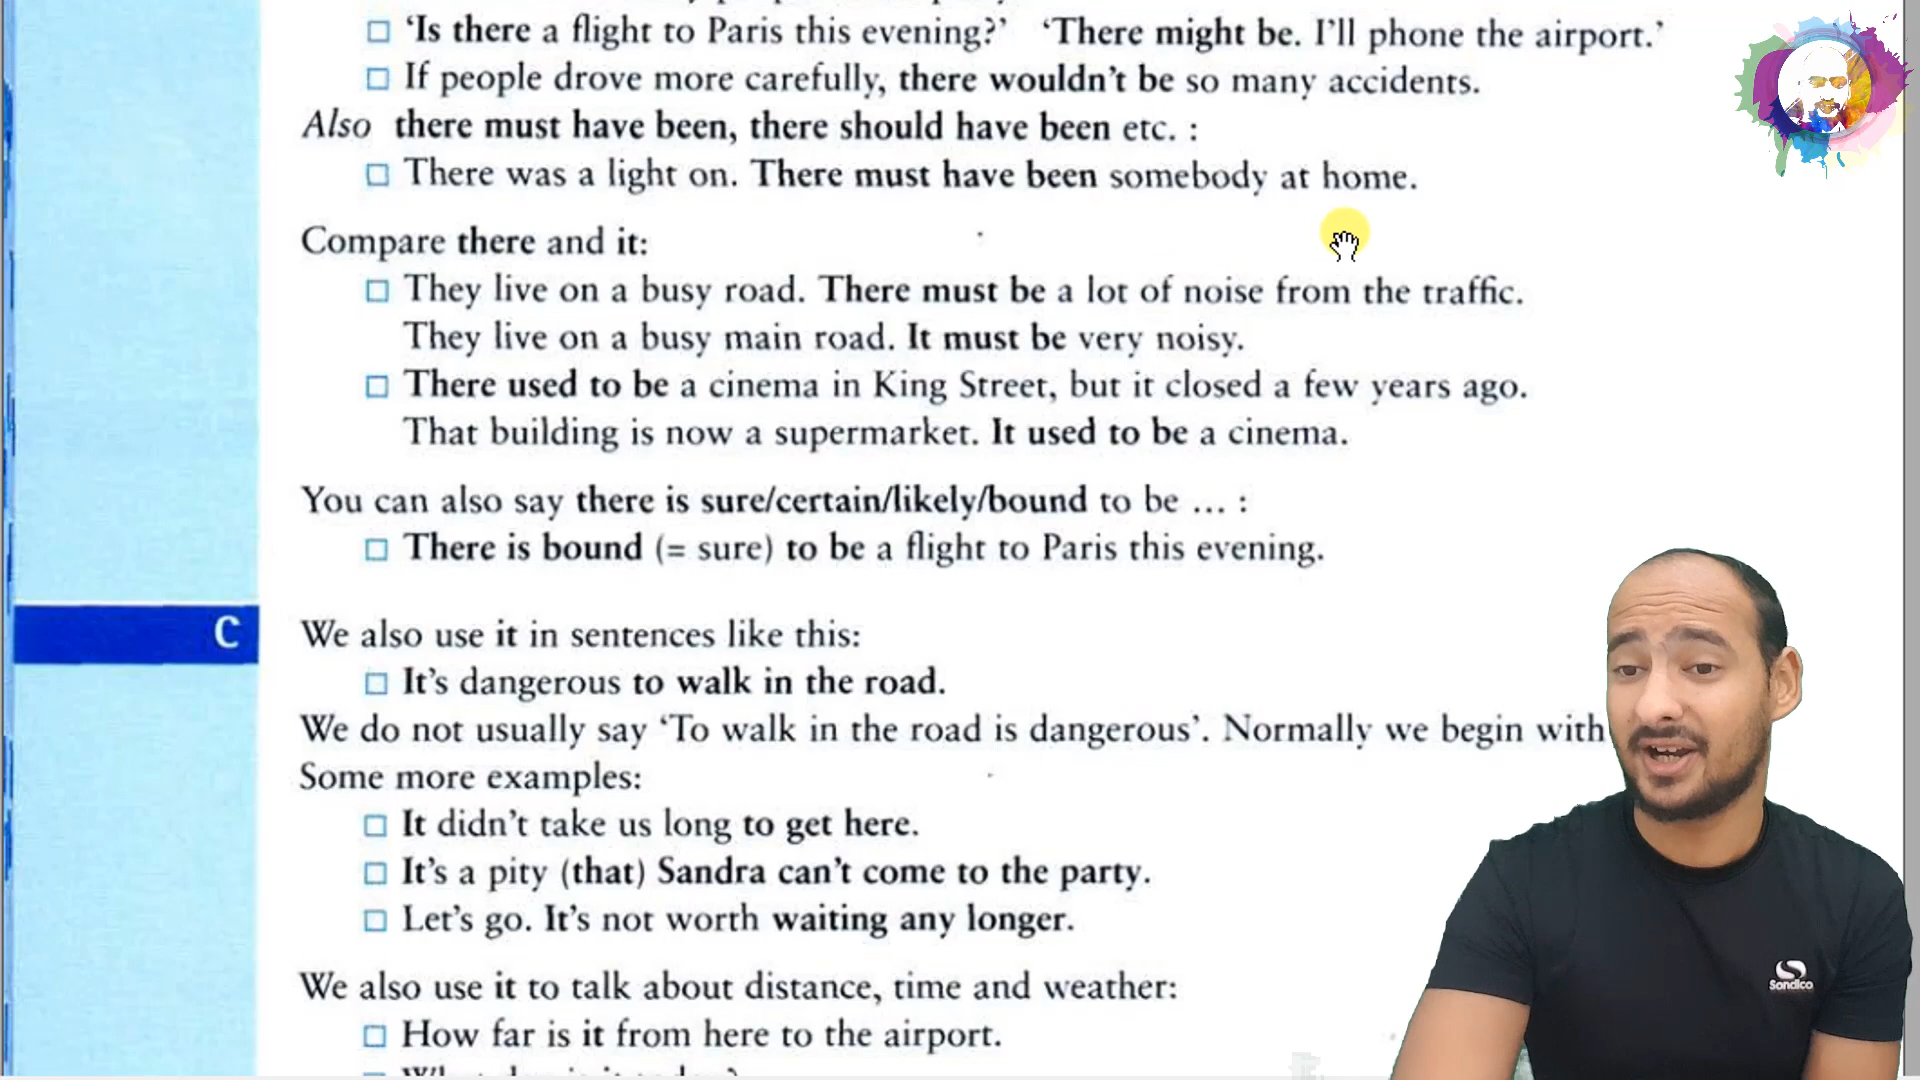 □ ‘Is there a flight to Paris this evening?’ ‘There might be. I’ll phone the airport.’
□ If people drove more carefully, there wouldn’t be so many accidents.
Also there must have been, there should have been etc. :
□ There was a light on. There must have been somebody at home.
Compare there and it:
□ They live on a busy road. There must be a lot of noise from the traffic.
They live on a busy main road. It must be very noisy.
□ There used to be a cinema in King Street, but it closed a few years ago.
That building is now a supermarket. It used to be a cinema.
You can also say there is sure/certain/likely/bound to be ... :
□ There is bound (= sure) to be a flight to Paris this evening.
C
We also use it in sentences like this:
□ It’s dangerous to walk in the road.
We do not usually say ‘To walk in the road is dangerous’. Normally we begin with
Some more examples:
□ It didn’t take us long to get here.
□ It’s a pity (that) Sandra can’t come to the party.
□ Let’s go. It’s not worth waiting any longer.
We also use it to talk about distance, time and weather:
□ How far is it from here to the airport.
Sondico